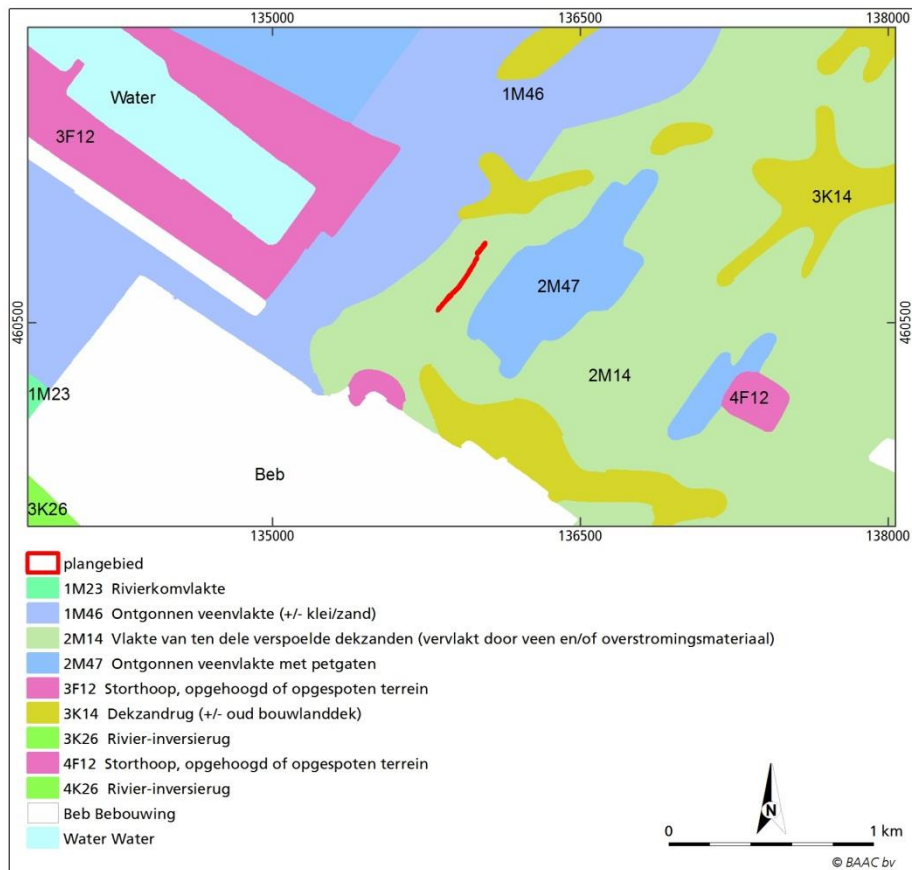 135000 136500 138000
Water
1M46
3F12
3K14
460500 2M47 460500
2M14
1M23
4F12
Beb
3K26
135000 136500 138000
plangebied
1M23 Rivierkomvlakte
1M46 Ontgonnen veenvlakte (+/- klei/zand)
2M14 Vlakte van ten dele verspoelde dekzanden (vervlakt door veen en/of overstromingsmateriaal)
2M47 Ontgonnen veenvlakte met petgaten
3F12 Storthoop, opgehoogd of opgespoten terrein
3K14 Dekzandrug (+/- oud bouwlanddek)
3K26 Rivier-inversierug
4F12 Storthoop, opgehoogd of opgespoten terrein
4K26 Rivier-inversierug
Beb Bebouwing
Water Water
N
0 1 km
© BAAC bv